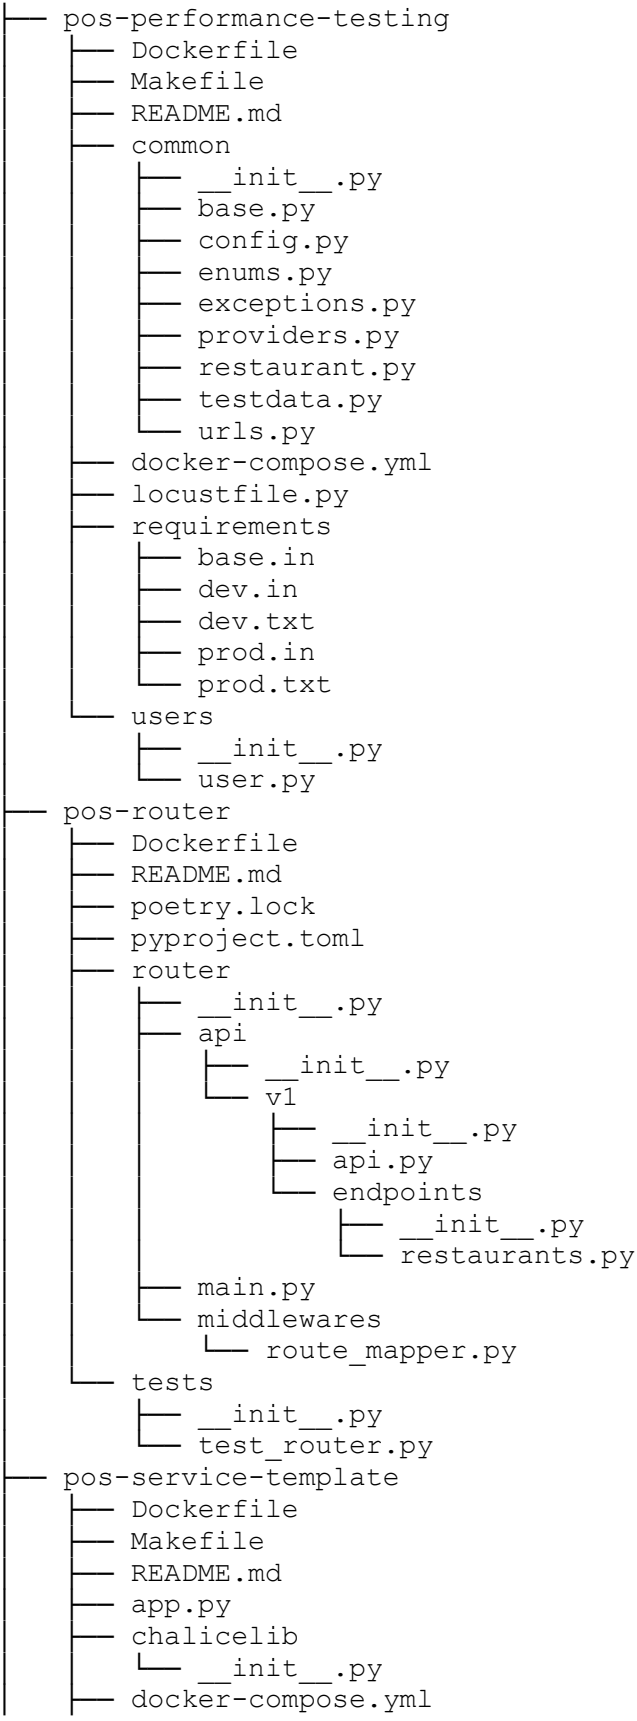 ├── pos-performance-testing
│   ├── Dockerfile
│   ├── Makefile
│   ├── README.md
│   ├── common
│   │   ├── __init__.py
│   │   ├── base.py
│   │   ├── config.py
│   │   ├── enums.py
│   │   ├── exceptions.py
│   │   ├── providers.py
│   │   ├── restaurant.py
│   │   ├── testdata.py
│   │   └── urls.py
│   ├── docker-compose.yml
│   ├── locustfile.py
│   ├── requirements
│   │   ├── base.in
│   │   ├── dev.in
│   │   ├── dev.txt
│   │   ├── prod.in
│   │   └── prod.txt
│   └── users
│       ├── __init__.py
│       └── user.py
├── pos-router
│   ├── Dockerfile
│   ├── README.md
│   ├── poetry.lock
│   ├── pyproject.toml
│   ├── router
│   │   ├── __init__.py
│   │   ├── api
│   │   │   ├── __init__.py
│   │   │   └── v1
│   │   │       ├── __init__.py
│   │   │       ├── api.py
│   │   │       └── endpoints
│   │   │           ├── __init__.py
│   │   │           └── restaurants.py
│   │   ├── main.py
│   │   └── middlewares
│   │       └── route_mapper.py
│   └── tests
│       ├── __init__.py
│       └── test_router.py
├── pos-service-template
│   ├── Dockerfile
│   ├── Makefile
│   ├── README.md
│   ├── app.py
│   ├── chalicelib
│   │   └── __init__.py
│   ├── docker-compose.yml